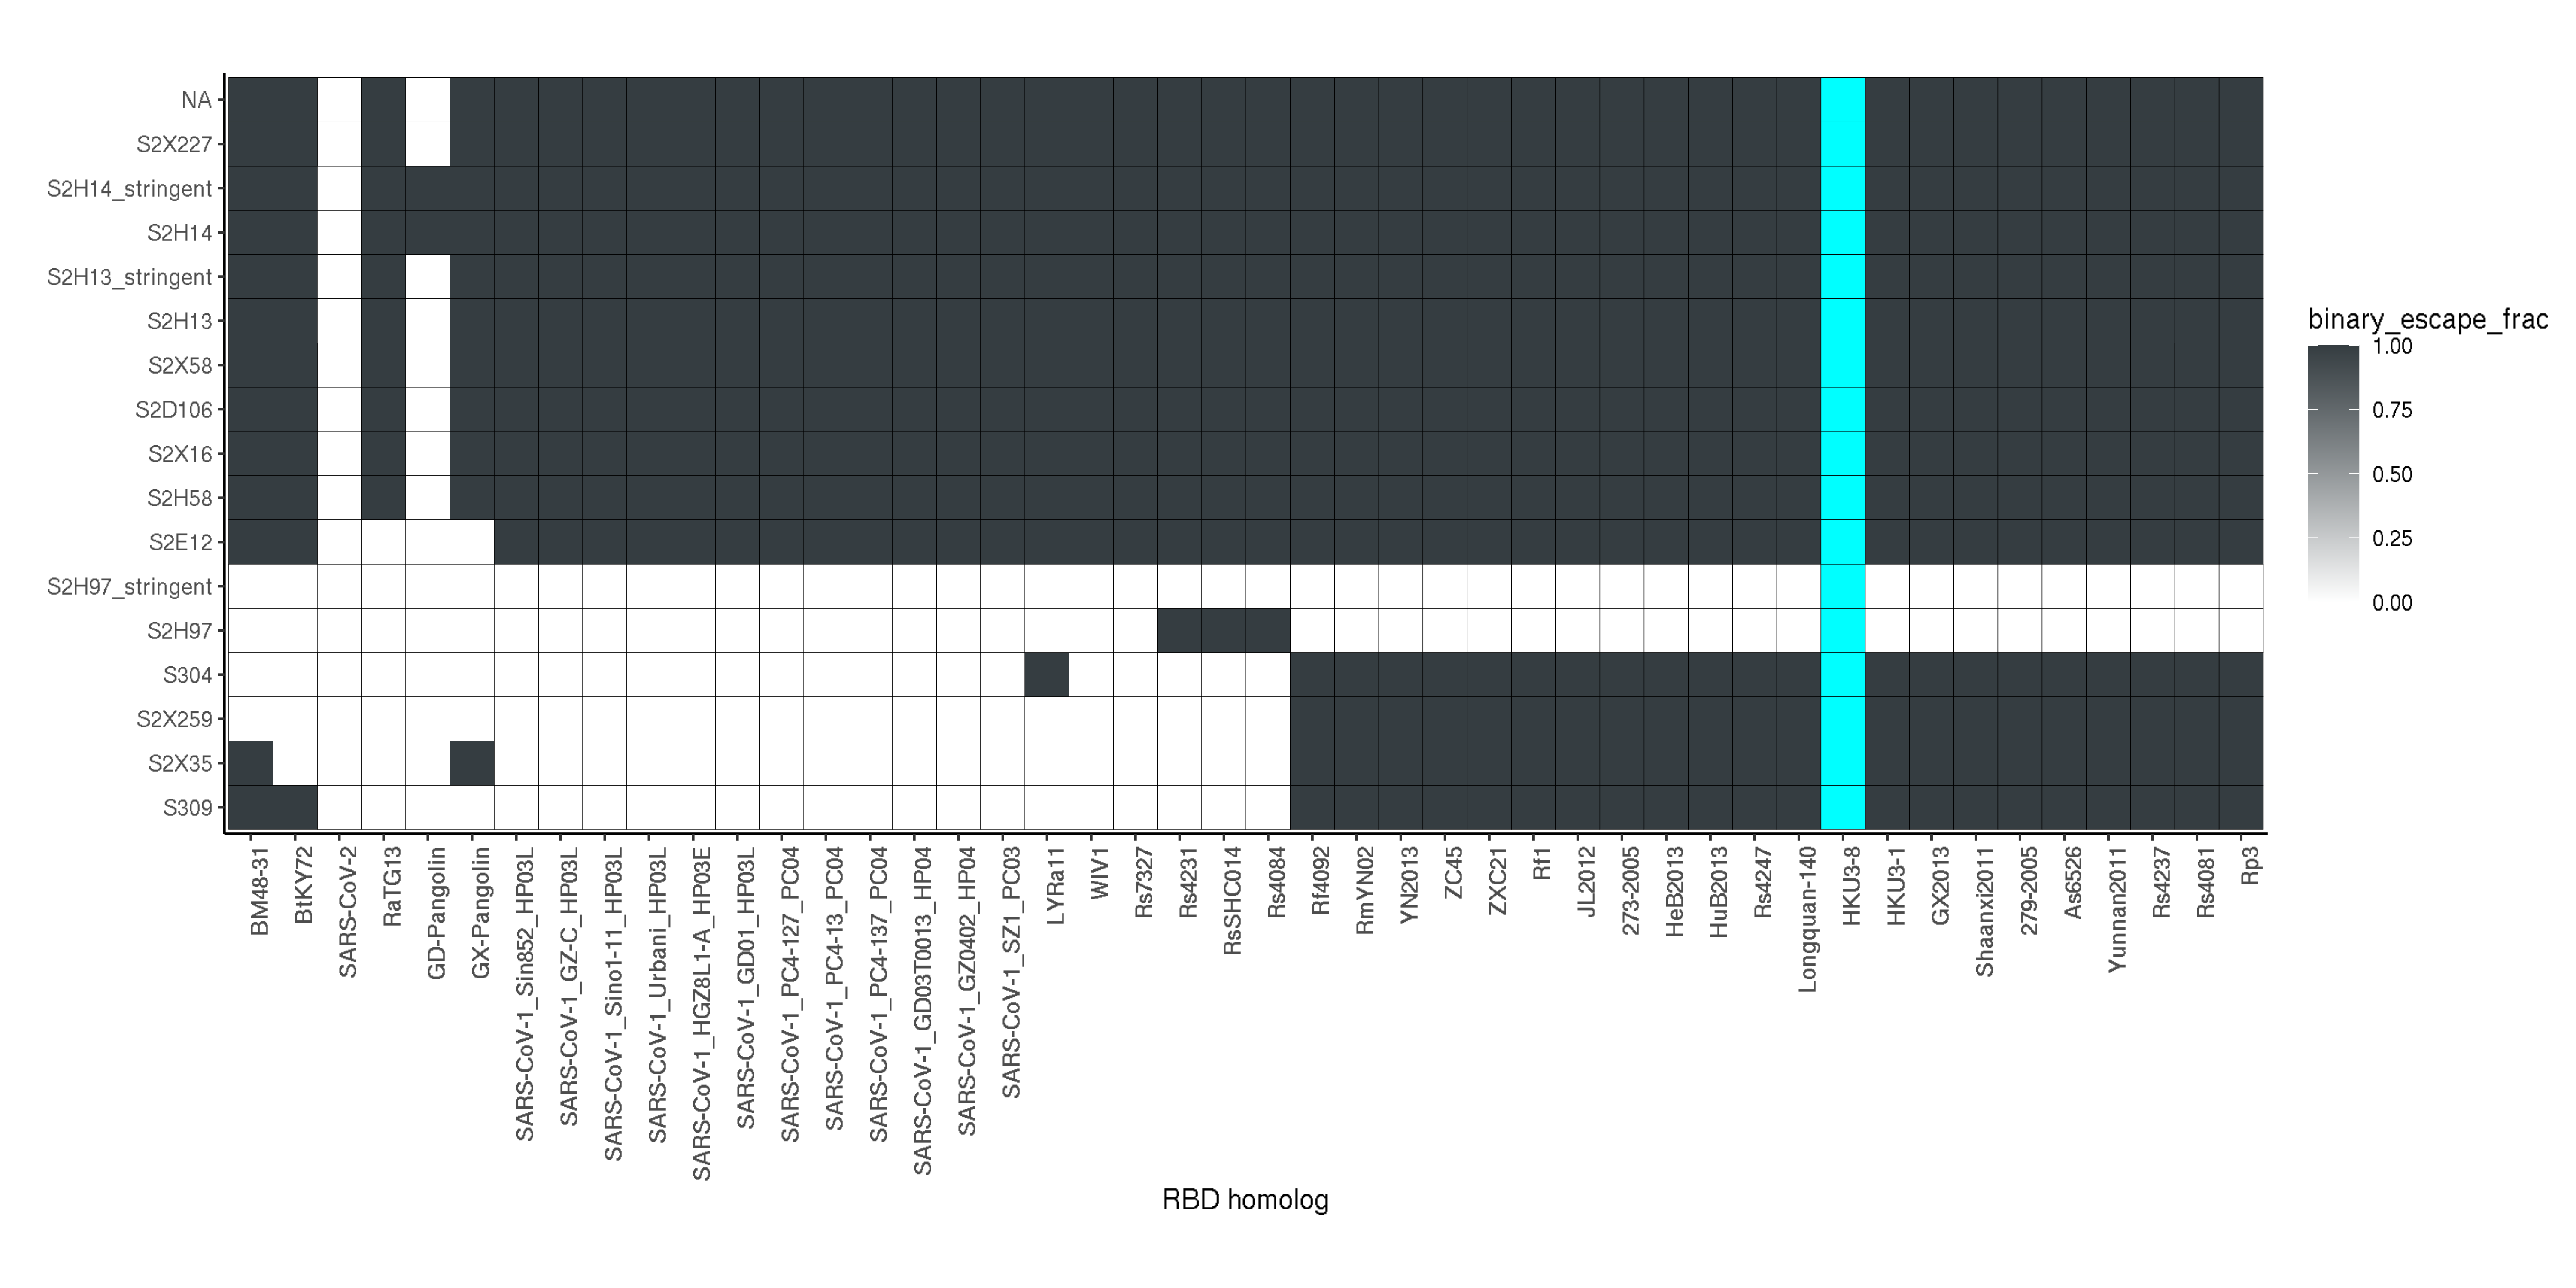 NA
S2X227
S2H14_stringent
S2H14
S2H13_stringent
S2H13
S2X58
S2D106
S2X16
S2H58
S2E12
S2H97_stringent
S2H97
S304
S2X259
S2X35
S309
binary_escape_frac
1.00
0.75
0.50
0.25
0.00
BM48-31
BtKY72
SARS-CoV-2
RaTG13
GD-Pangolin
GX-Pangolin
SARS-CoV-1_Sin852_HP03L
SARS-CoV-1_GZ-C_HP03L
SARS-CoV-1_Sino1-11_HP03L
SARS-CoV-1_Urbani_HP03L
SARS-CoV-1_HGZ8L1-A_HP03E
SARS-CoV-1_GD01_HP03L
SARS-CoV-1_PC4-127_PC04
SARS-CoV-1_PC4-13_PC04
SARS-CoV-1_PC4-137_PC04
SARS-CoV-1_GD03T0013_HP04
SARS-CoV-1_GZ0402_HP04
SARS-CoV-1_SZ1_PC03
LYRa11
WIV1
Rs7327
Rs4231
RsSHC014
Rs4084
Rf4092
RmYN02
YN2013
ZC45
ZXC21
Rf1
JL2012
273-2005
HeB2013
HuB2013
Rs4247
Longquan-140
HKU3-8
HKU3-1
GX2013
Shaanxi2011
279-2005
As6526
Yunnan2011
Rs4237
Rs4081
Rp3
RBD homolog